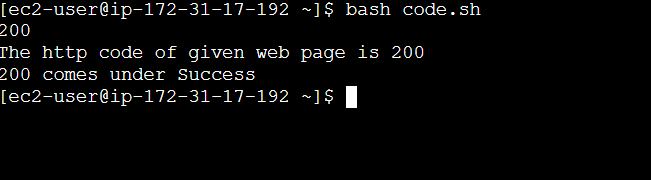 [ec2-user@ip-172-31-17-192 ~]$ bash code.sh
200
The http code of given web page is 200
200 comes under Success
[ec2-user@ip-172-31-17-192 ~]$